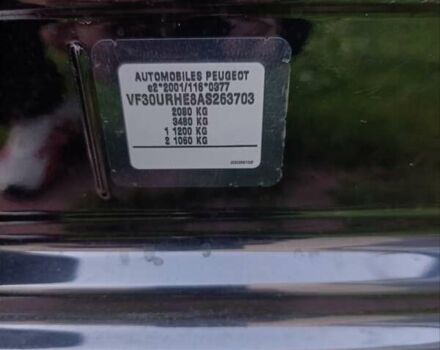 AUTOMOBILES PEUGEOT
e2*2001/116*0377
VF30URHE8AS263703
2080 KG
3480 KG
1 1200 KG
2 1060 KG